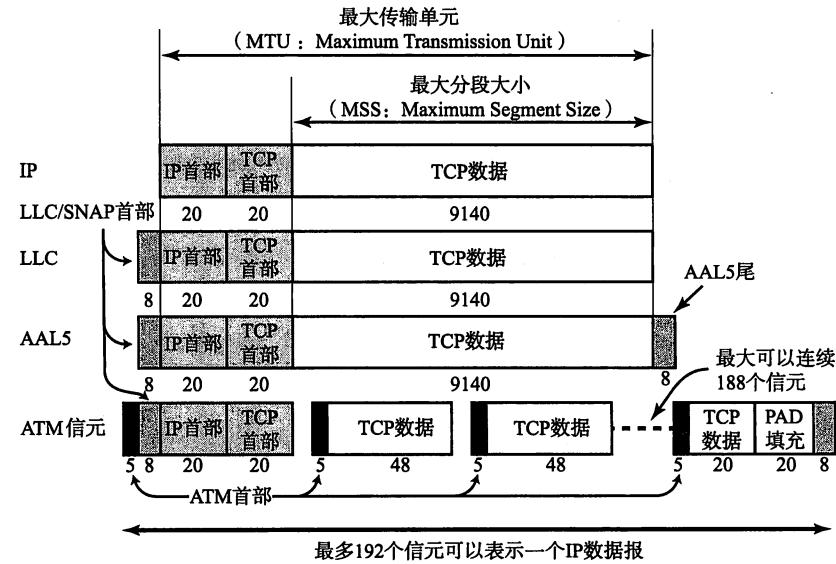 最大传输单元
（MTU：Maximum Transmission Unit）
最大分段大小
（MSS：Maximum Segment Size）
IP
IP首部
TCP
首部
TCP数据
LLC/SNAP首部
20
20
9140
LLC
IP首部
TCP
首部
TCP数据
8
20
20
9140
AAL5尾
AAL5
IP首部
TCP
首部
TCP数据
8
20
20
9140
8
最大可以连续
188个信元
ATM信元
IP首部
TCP
首部
TCP数据
TCP数据
TCP
数据
PAD
填充
5
8
20
20
5
48
5
48
5
20
20
8
ATM首部
最多192个信元可以表示一个IP数据报